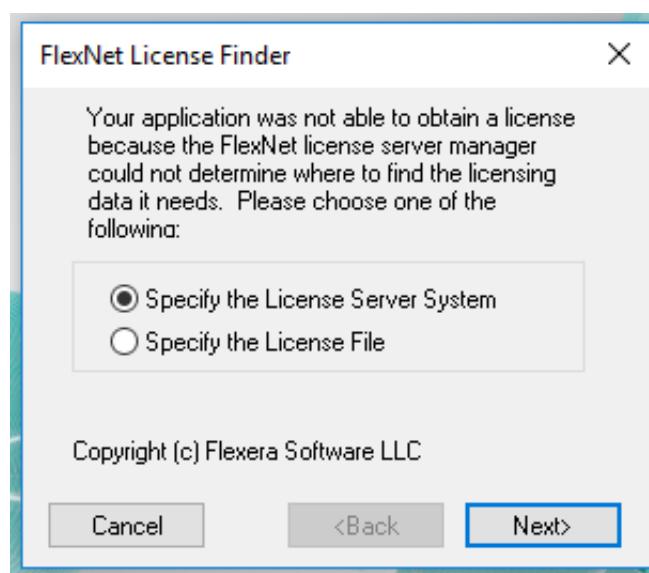 FlexNet License Finder
Your application was not able to obtain a license
because the FlexNet license server manager
could not determine where to find the licensing
data it needs.  Please choose one of the
following:
Specify the License Server System
Specify the License File
Copyright (c) Flexera Software LLC
Cancel
<Back
Next>